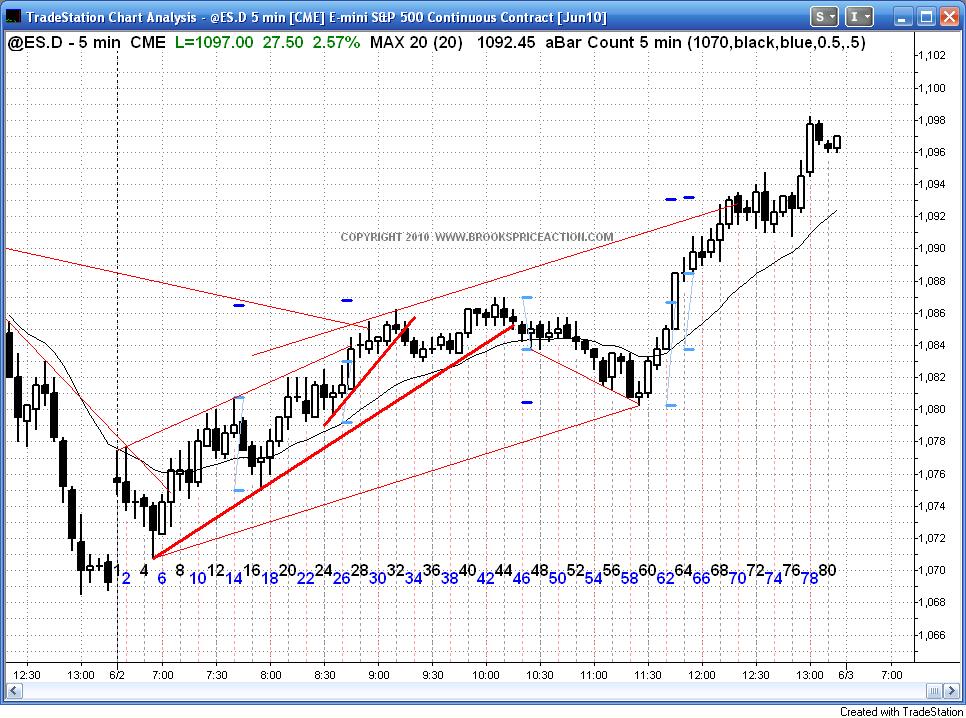 TradeStation Chart Analysis - @ES.D 5 min [CME] E-mini S&P 500 Continuous Contract [Jun10]
S
I
@ES.D - 5 min CME L=1097.00 27.50 2.57% MAX 20 (20) 1092.45 aBar Count 5 min (1070,black,blue,0.5,.5)
1,102
1,100
1,098
1,096
1,094
1,092
COPYRIGHT 2010 WWW.BROOKSPRICEACTION.COM
1,090
1,088
1,086
1,084
1,082
1,080
1,078
1,076
1,074
1,072
1 4 8 12 16 20 24 28 32 36 40 44 48 52 56 60 64 68 72 76 80
1,070
2 6 10 14 18 22 26 30 34 38 42 46 50 54 58 62 66 70 74 78
1,068
1,066
12:30 13:00 6/2 7:00 7:30 8:00 8:30 9:00 9:30 10:00 10:30 11:00 11:30 12:00 12:30 13:00 6/3 7:00
Created with TradeStation